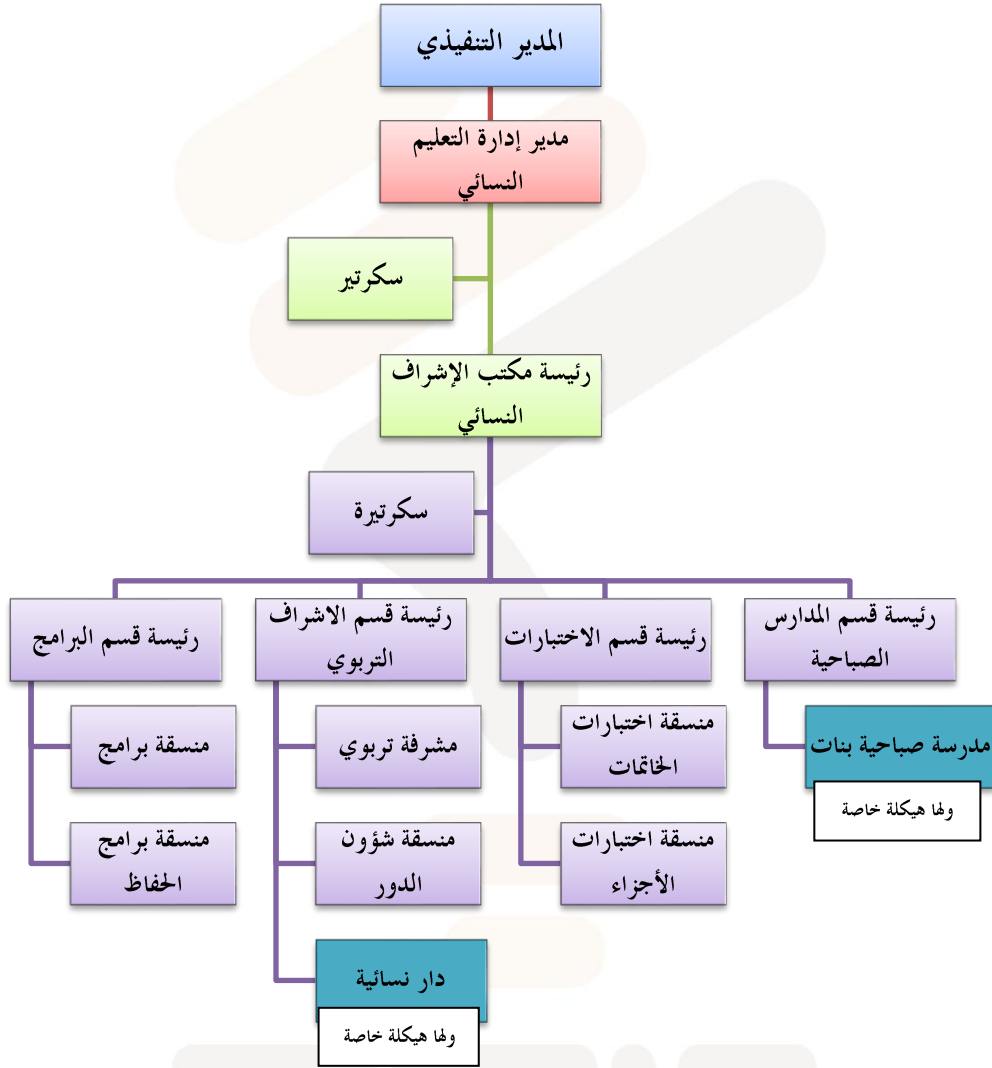 المدير التنفيذي
مدير إدارة التعليم
النسائي
سكرتير
رئيسة مكتب الإشراف
النسائي
سكرتيرة
رئيسة قسم المدارس
الصباحية
رئيسة قسم الاختبارات
رئيسة قسم الاشراف
التربوي
رئيسة قسم البرامج
مدرسة صباحية بنات
ولها هيكلة خاصة
منسقة اختبارات
الخاتمات
مشرفة تربوي
منسقة برامج
منسقة اختبارات
الأجزاء
منسقة شؤون
الدور
منسقة برامج
الحفاظ
دار نسائية
ولها هيكلة خاصة